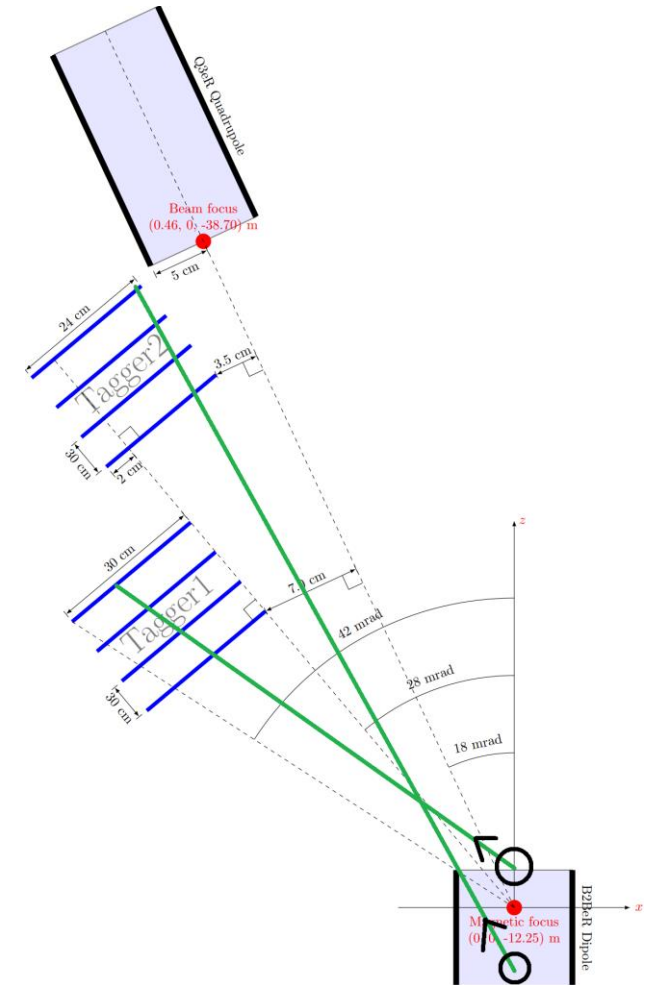 Q3eR Quadrupole
Beam focus
(0.46, 0, -38.70) m
5 cm
24 cm
Tagger2
3.5 cm
30 cm
2 cm
30 cm
Tagger1
7.0 cm
30 cm
42 mrad
28 mrad
18 mrad
z
x
B2BeR Dipole
Magnetic focus
(0, 0, -12.25) m